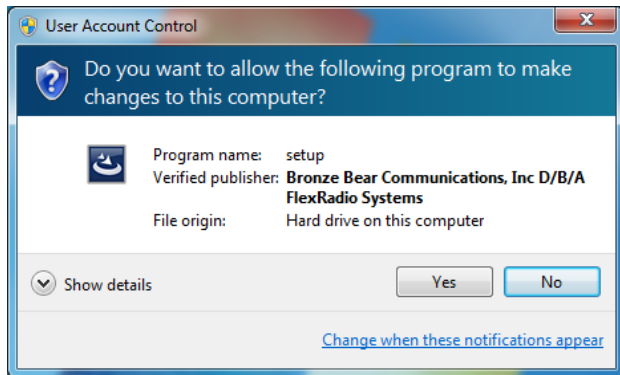 User Account Control
Do you want to allow the following program to make
changes to this computer?
Program name: setup
Verified publisher: Bronze Bear Communications, Inc D/B/A
FlexRadio Systems
File origin: Hard drive on this computer
Show details
Yes
No
Change when these notifications appear